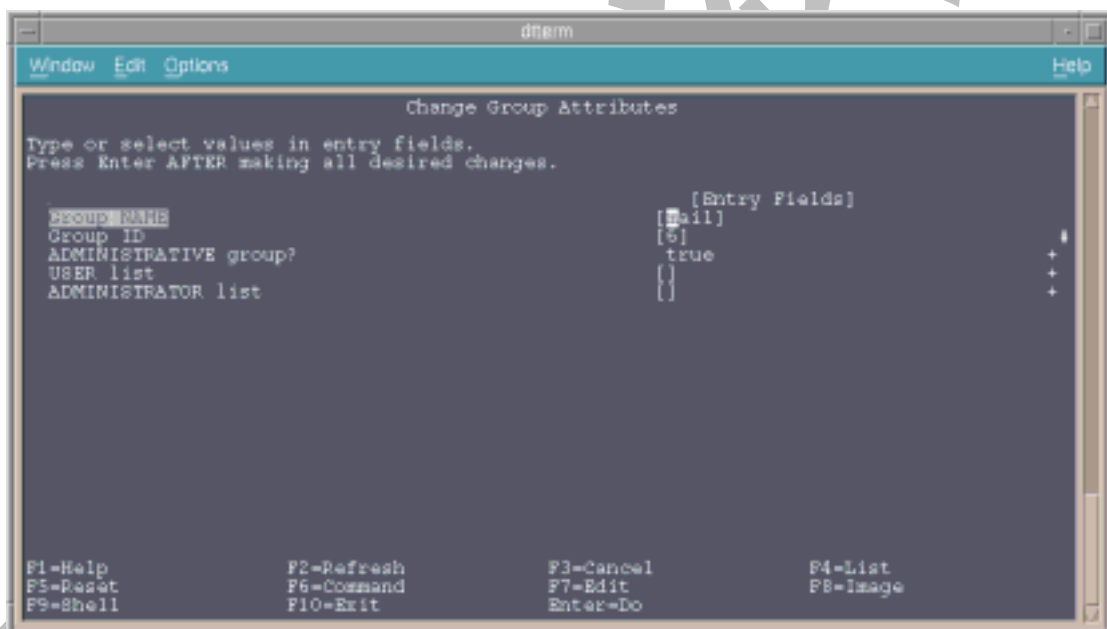 dtterm
Window Edit Options Help
Change Group Attributes
Type or select values in entry fields.
Press Enter AFTER making all desired changes.
[Entry Fields]
Group NAME [mail]
Group ID [6] #
ADMINISTRATIVE group? true +
USER list [] +
ADMINISTRATOR list [] +
F1=Help F2=Refresh F3=Cancel F4=List
F5=Reset F6=Command F7=Edit F8=Image
F9=Shell F10=Exit Enter=Do